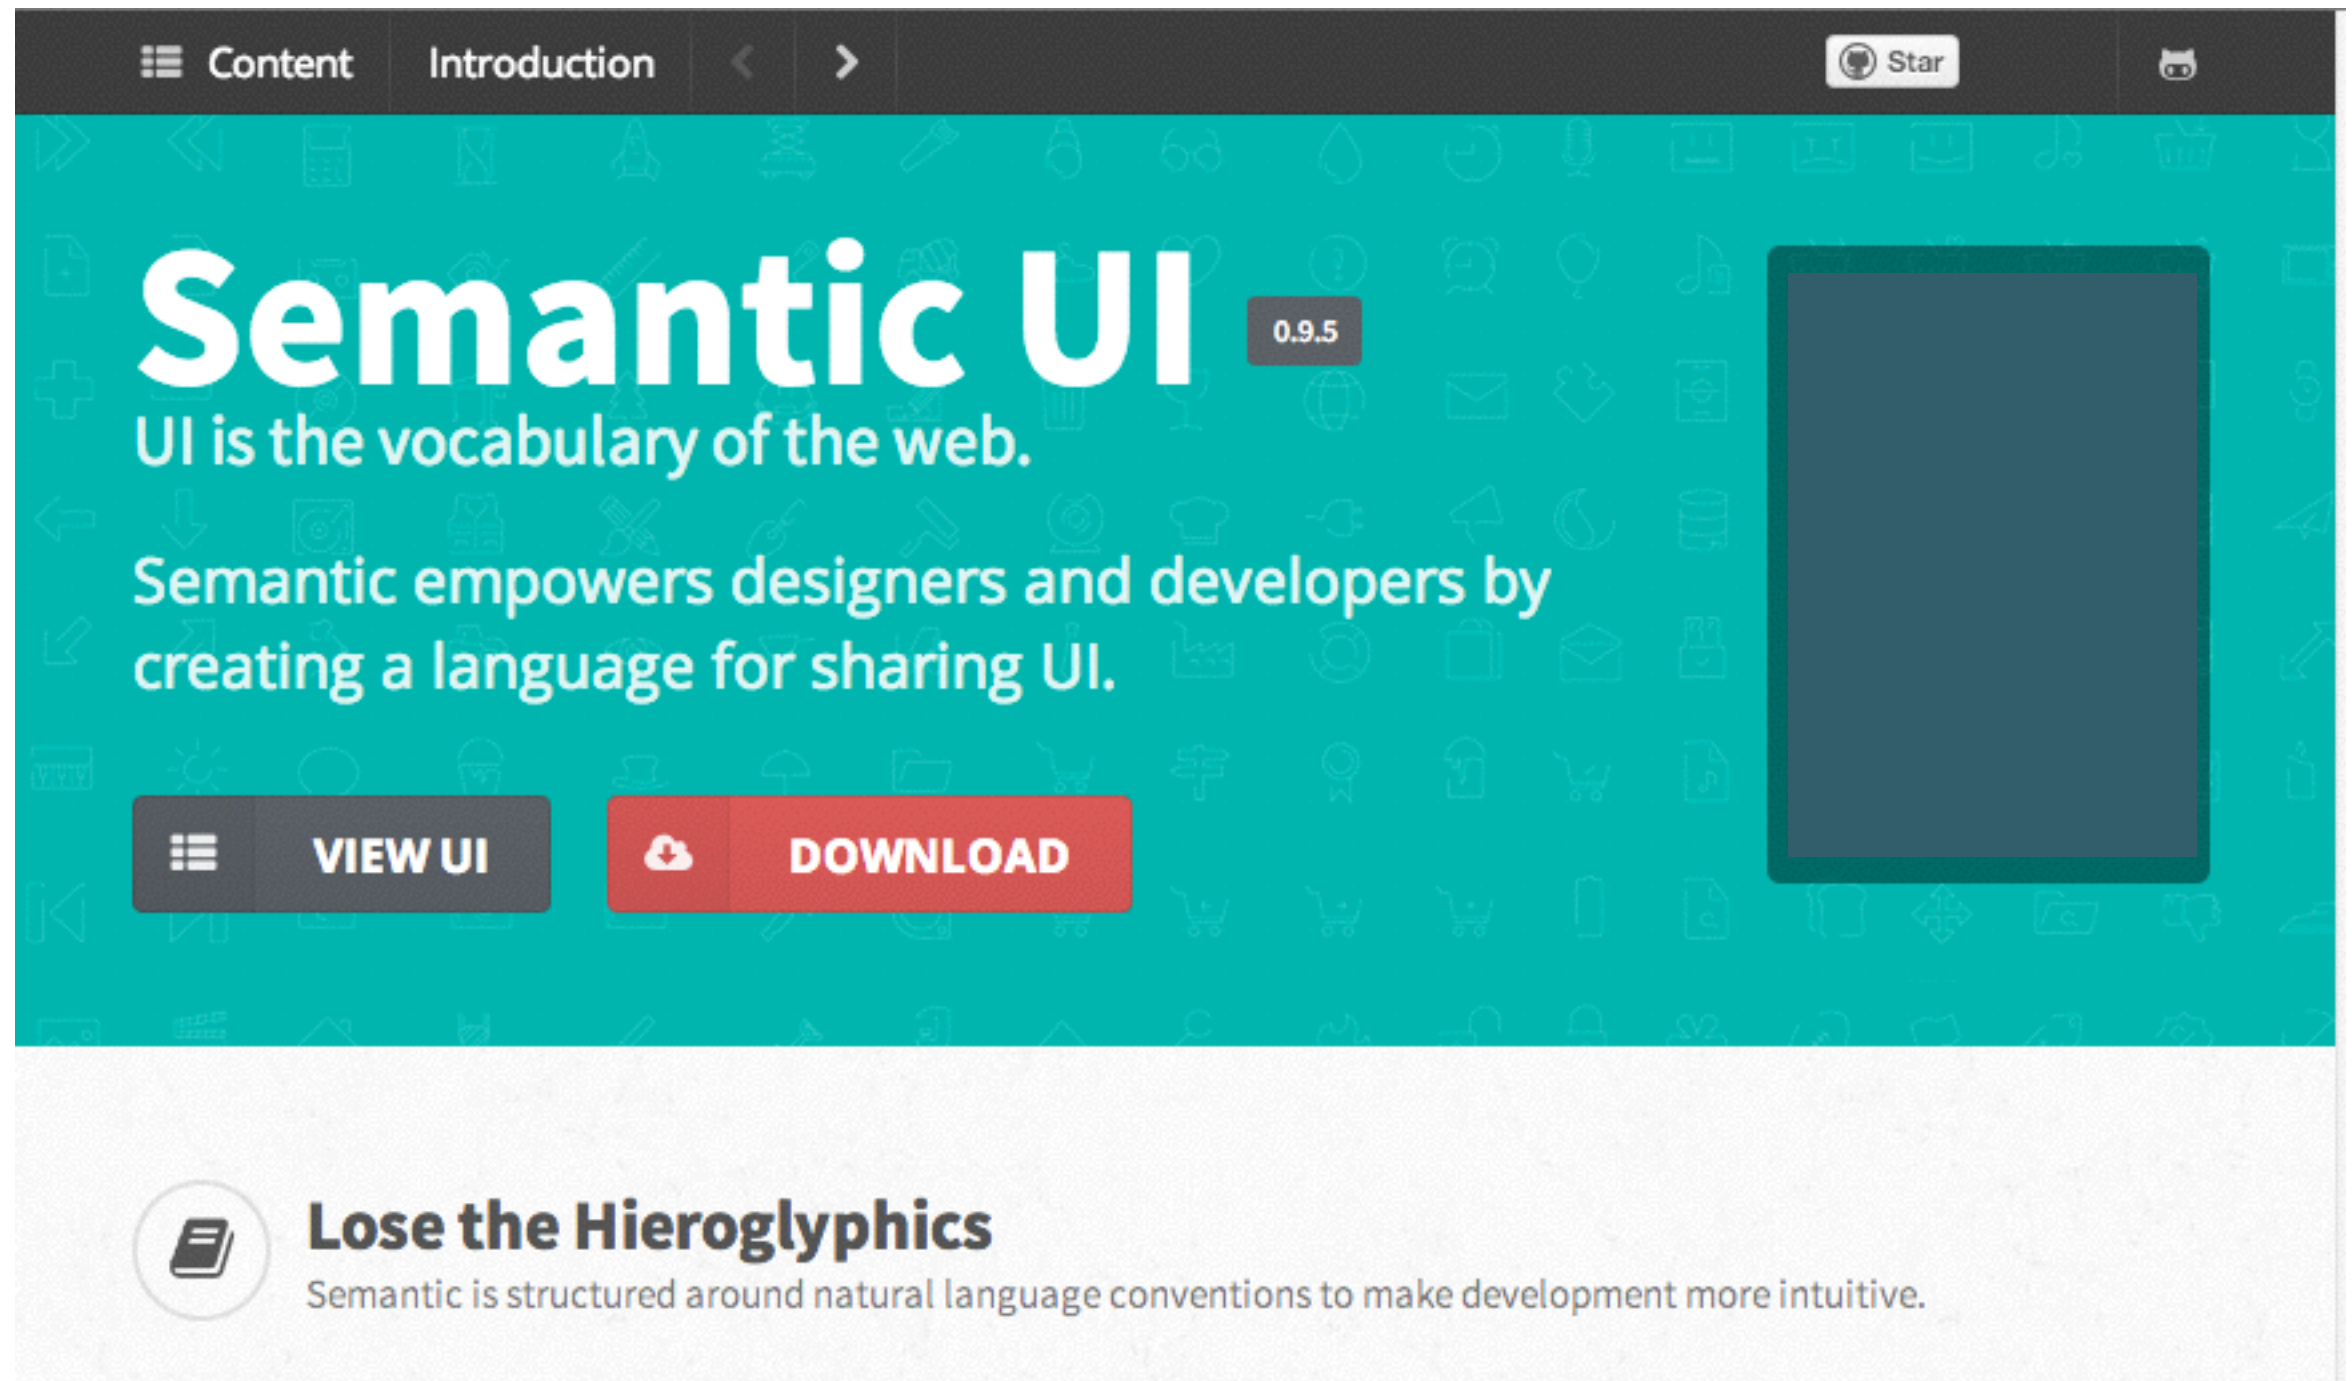 Content Introduction Star
Semantic UI 0.9.5
UI is the vocabulary of the web.
Semantic empowers designers and developers by
creating a language for sharing UI.
VIEW UI DOWNLOAD
Lose the Hieroglyphics
Semantic is structured around natural language conventions to make development more intuitive.